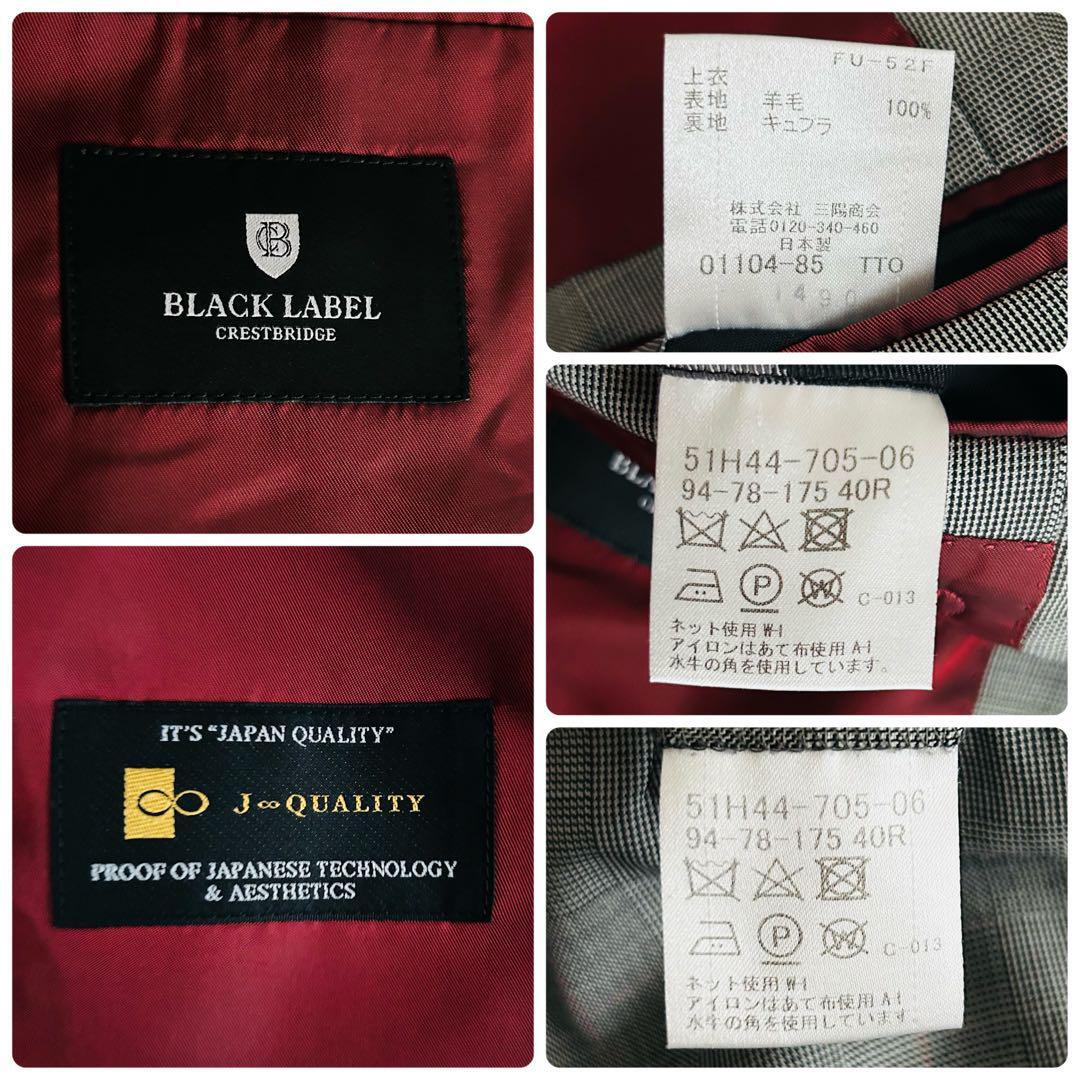 CB
BLACK LABEL
CRESTBRIDGE
IT'S "JAPAN QUALITY"
J∞QUALITY
PROOF OF JAPANESE TECHNOLOGY
& AESTHETICS
FU-52F
上衣
表地 羊毛 100%
裏地 キュプラ
株式会社 三陽商会
電話0120-340-460
日本製
01104-85 TTO
1490
BLA
51H44-705-06
94-78-175 40R
P W C-013
ネット使用 W-I
アイロンはあて布使用 A-I
水牛の角を使用しています。
51H44-705-06
94-78-175 40R
P W C-013
ネット使用 W-I
アイロンはあて布使用 A-I
水牛の角を使用しています。